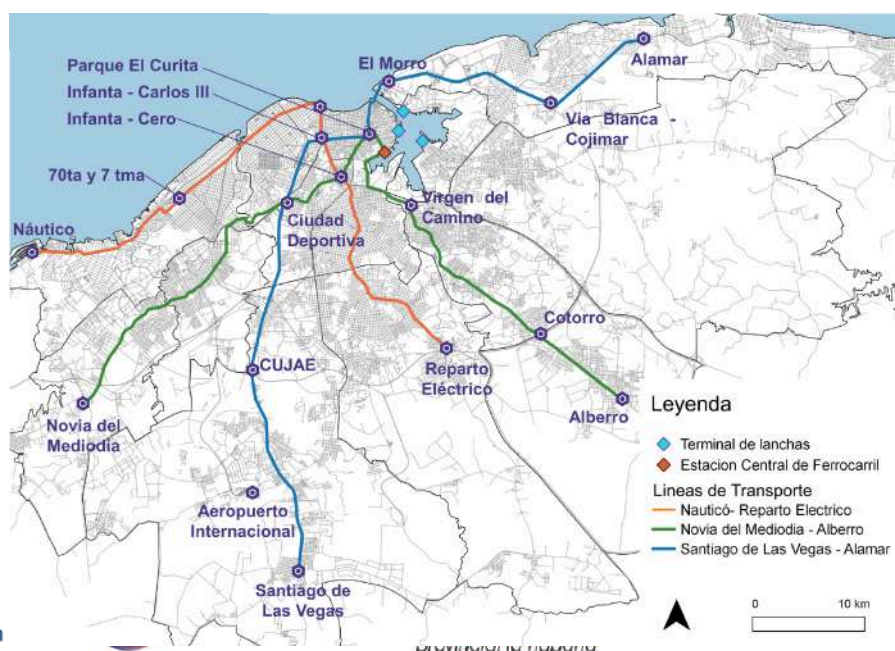 Parque El Curita
Infanta - Carlos III
Infanta - Cero
El Morro
Alamar
Via Blanca -
Cojimar
70ta y 7 tma
Náutico
Ciudad
Deportiva
Virgen del
Camino
CUJAE
Cotorro
Reparto
Eléctrico
Alberro
Novia del
Mediodia
Aeropuerto
Internacional
Santiago de
Las Vegas
Leyenda
Terminal de lanchas
Estacion Central de Ferrocarril
Lineas de Transporte
Nauticó- Reparto Electrico
Novia del Mediodia - Alberro
Santiago de Las Vegas - Alamar
0 10 km